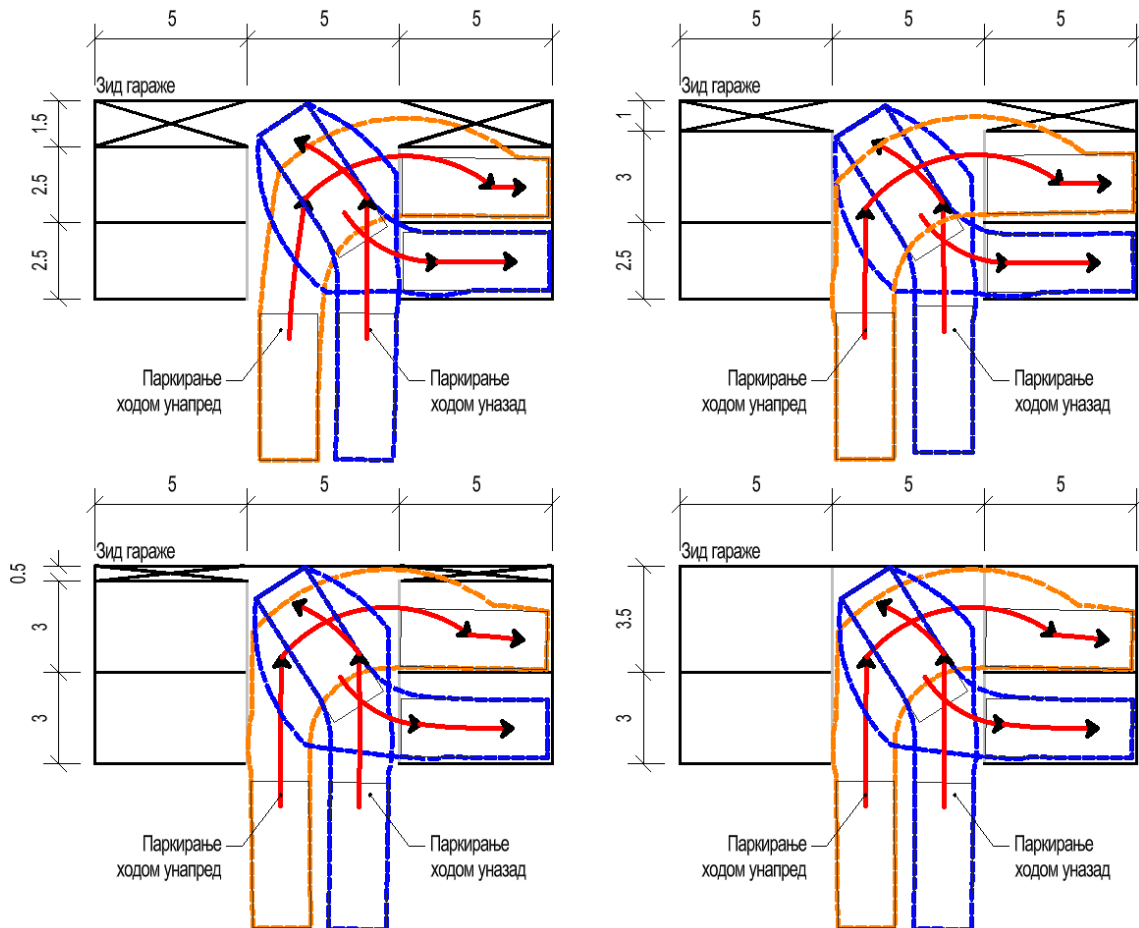 5 5 5
Зид гараже
1.5
2.5
2.5
Паркирање
ходом унапред
Паркирање
ходом уназад
5 5 5
Зид гараже
1
3
2.5
Паркирање
ходом унапред
Паркирање
ходом уназад
5 5 5
Зид гараже
0.5
3
3
Паркирање
ходом унапред
Паркирање
ходом уназад
5 5 5
Зид гараже
3.5
3
Паркирање
ходом унапред
Паркирање
ходом уназад